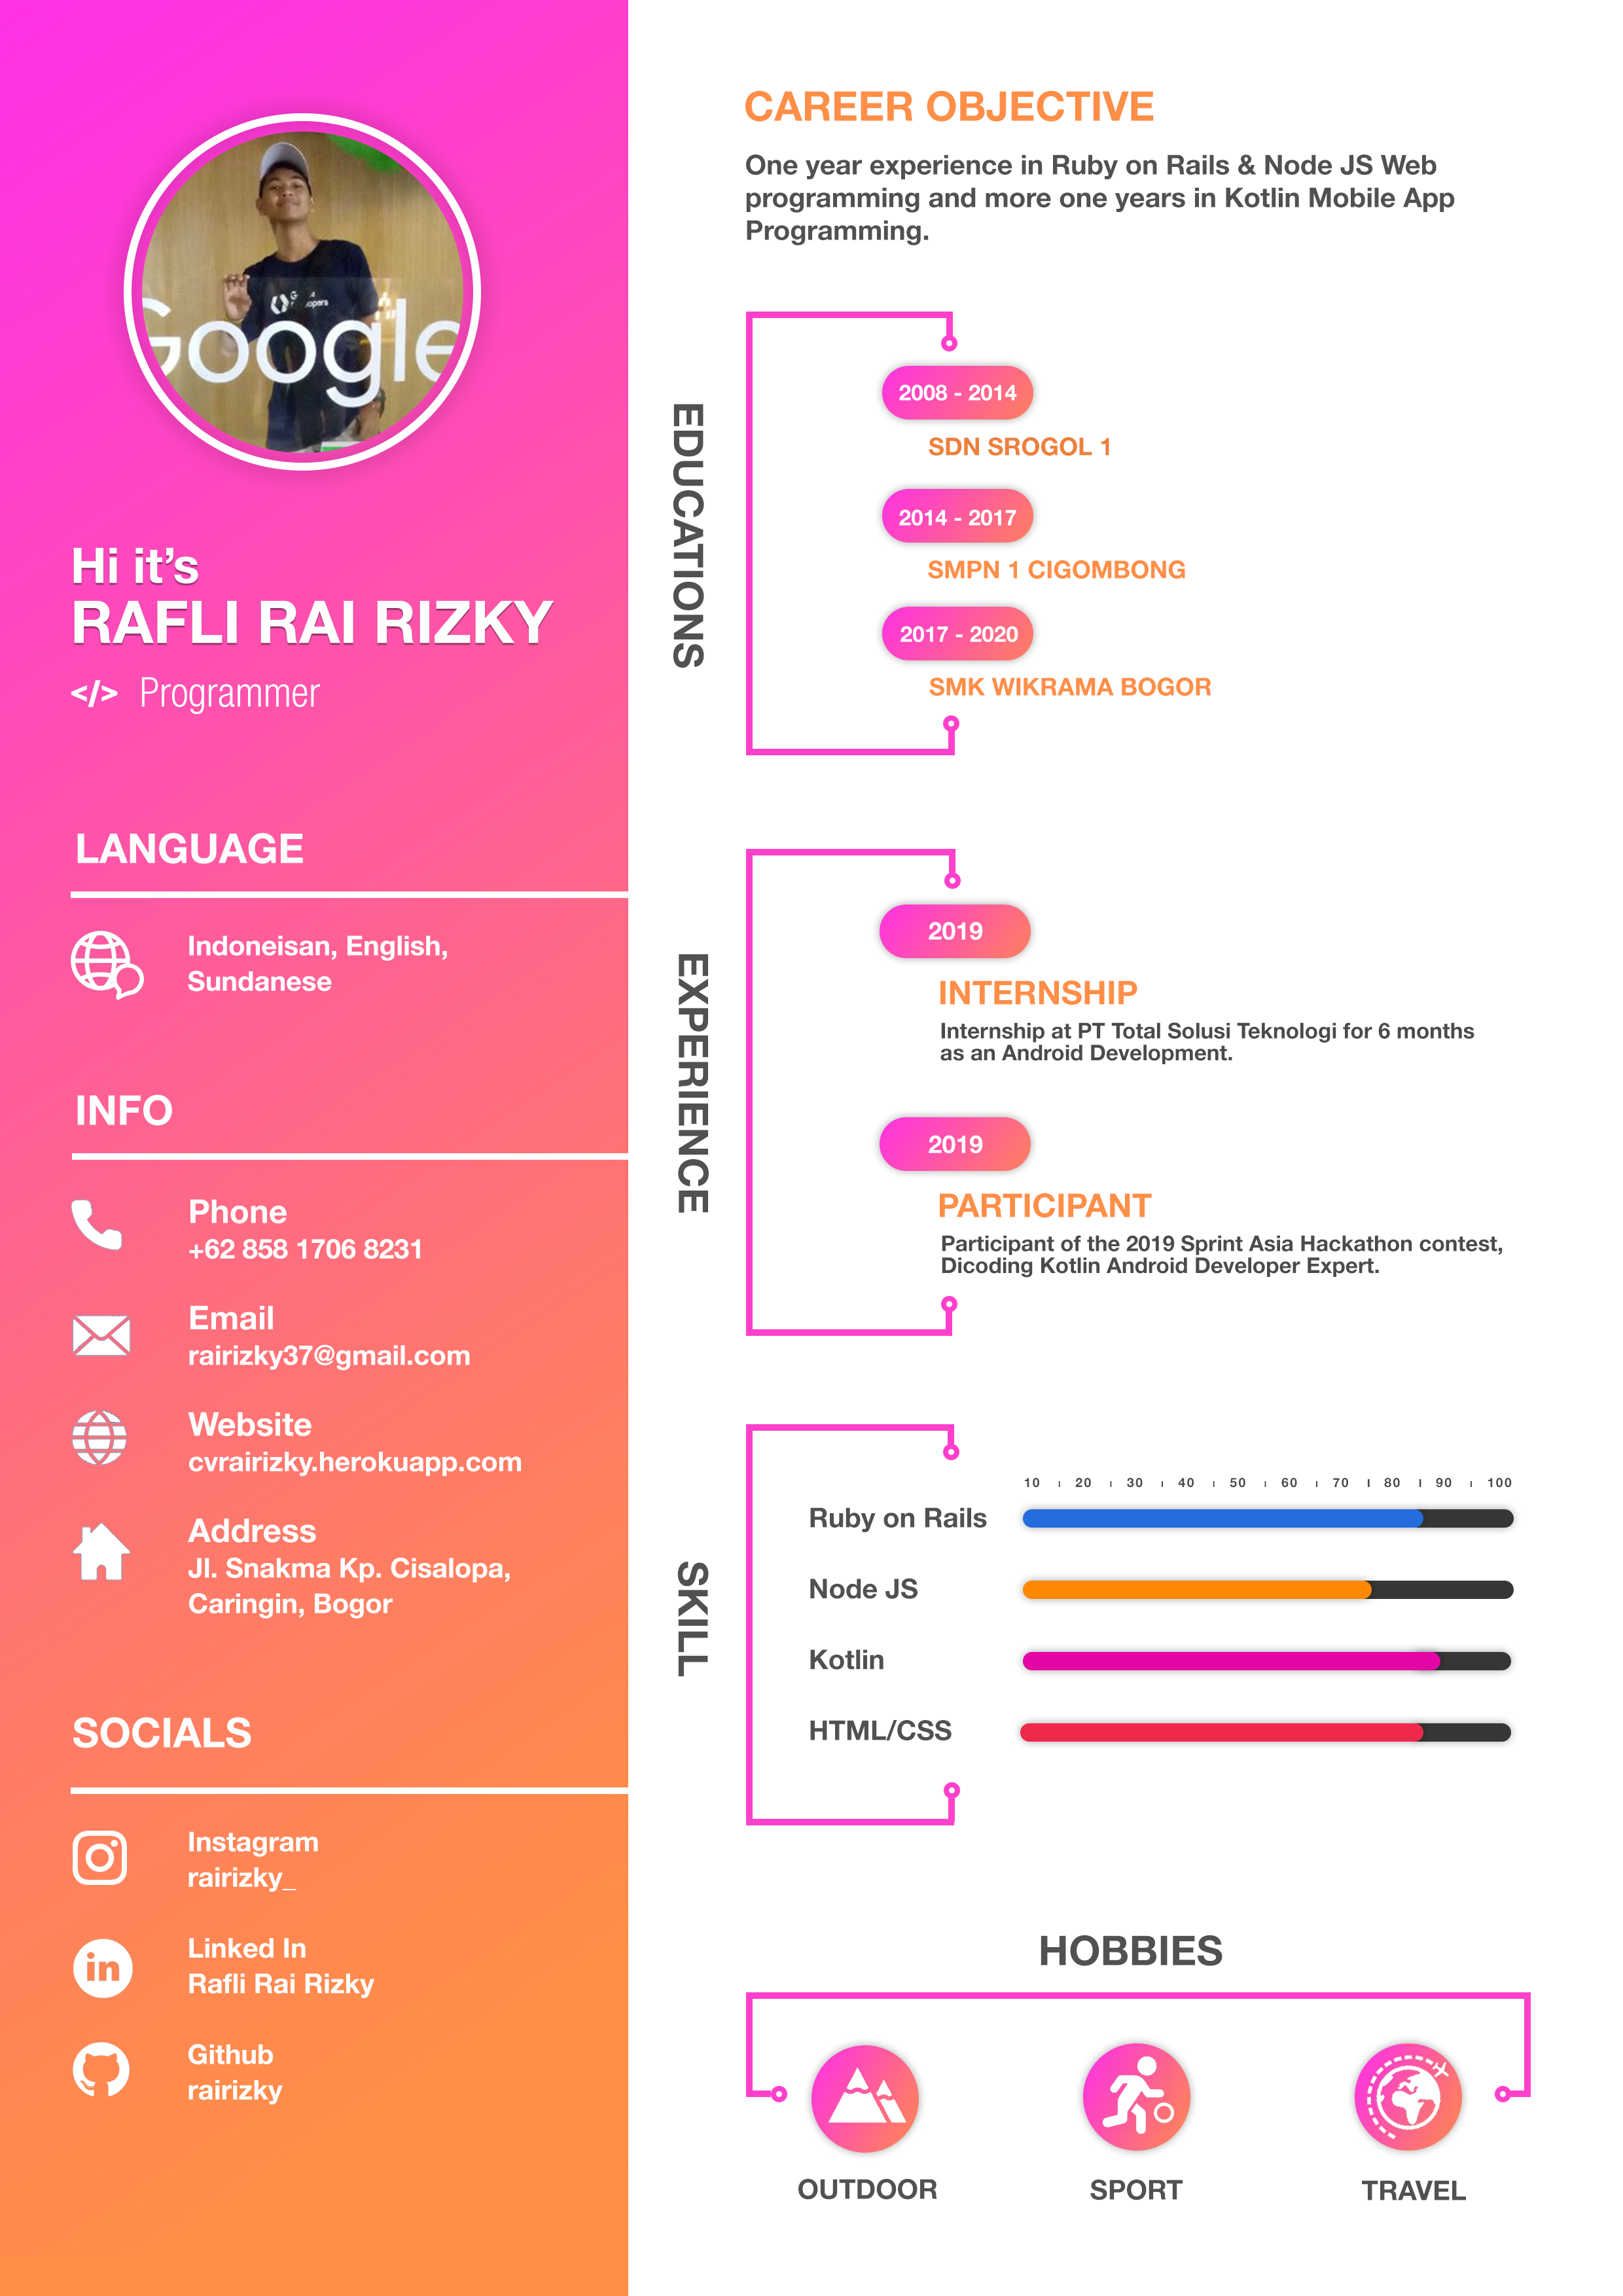 Google
Hi it’s
RAFLI RAI RIZKY
</> Programmer
LANGUAGE
Indoneisan, English,
Sundanese
INFO
Phone
+62 858 1706 8231
Email
rairizky37@gmail.com
Website
cvrairizky.herokuapp.com
Address
Jl. Snakma Kp. Cisalopa,
Caringin, Bogor
SOCIALS
Instagram
rairizky_
Linked In
Rafli Rai Rizky
Github
rairizky
CAREER OBJECTIVE
One year experience in Ruby on Rails & Node JS Web
programming and more one years in Kotlin Mobile App
Programming.
EDUCATIONS
2008 - 2014
SDN SROGOL 1
2014 - 2017
SMPN 1 CIGOMBONG
2017 - 2020
SMK WIKRAMA BOGOR
EXPERIENCE
2019
INTERNSHIP
Internship at PT Total Solusi Teknologi for 6 months
as an Android Development.
2019
PARTICIPANT
Participant of the 2019 Sprint Asia Hackathon contest,
Dicoding Kotlin Android Developer Expert.
SKILL
10 20 30 40 50 60 70 80 90 100
Ruby on Rails
Node JS
Kotlin
HTML/CSS
HOBBIES
OUTDOOR
SPORT
TRAVEL